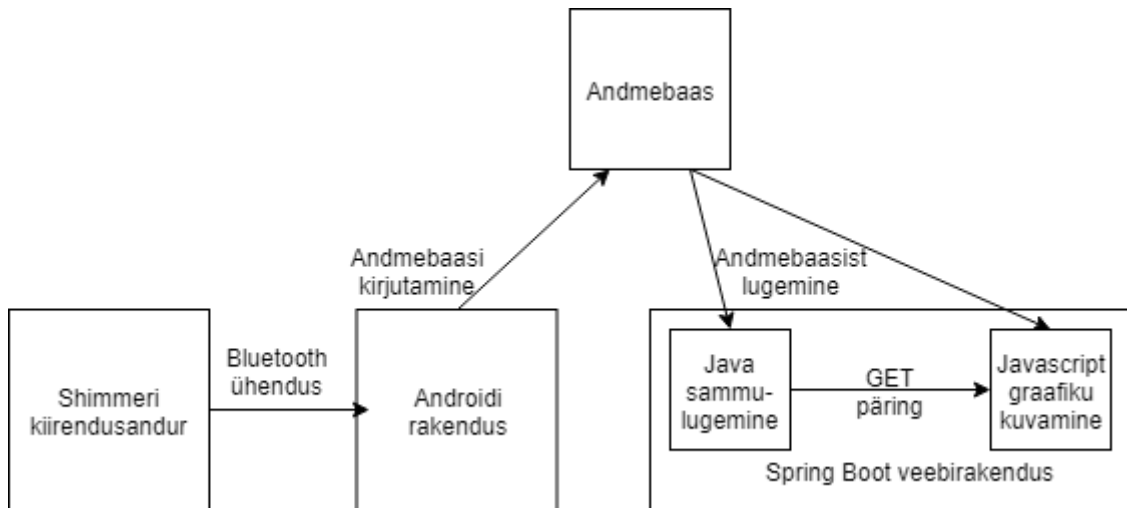 Andmebaas
Andmebaasi
kirjutamine
Andmebaasist
lugemine
Shimmeri
kiirendusandur
Bluetooth
ühendus
Androidi
rakendus
Java
sammu-
lugemine
GET
päring
Javascript
graafiku
kuvamine
Spring Boot veebirakendus